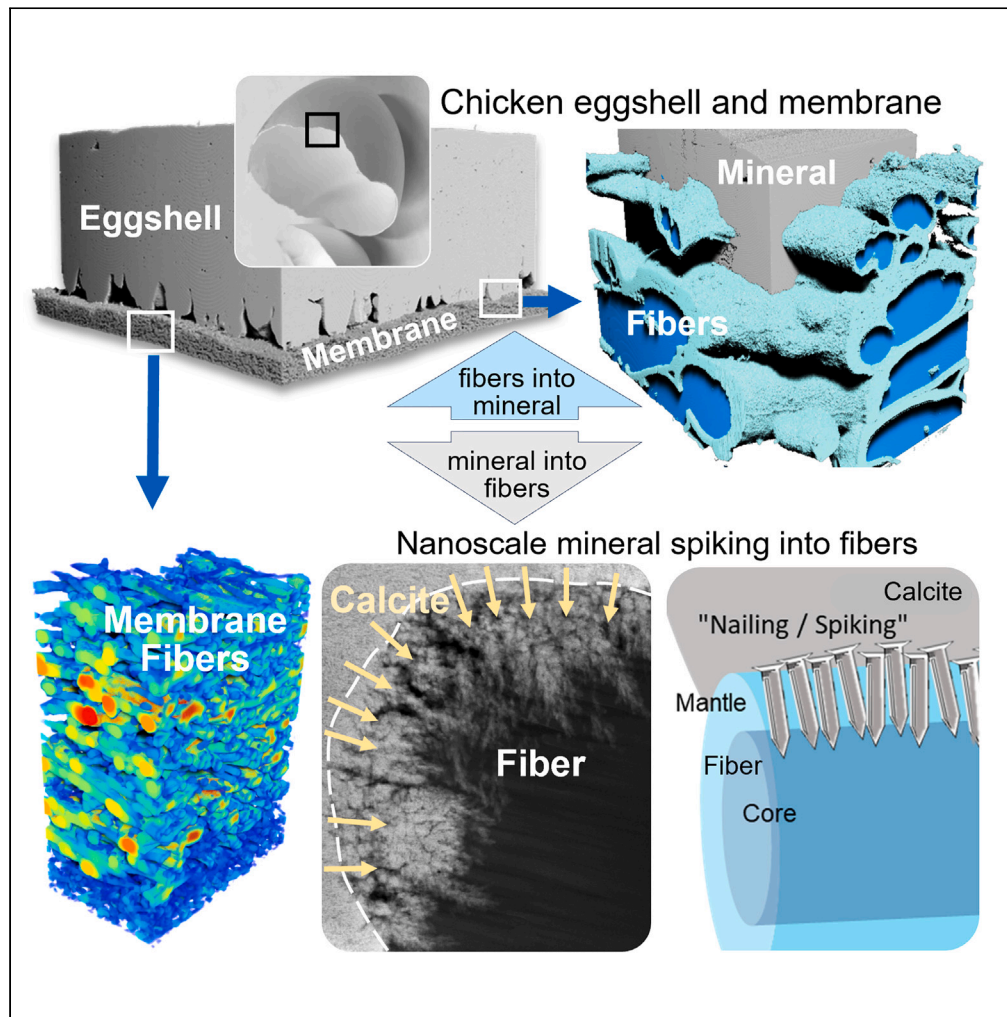 Chicken eggshell and membrane
Eggshell
Membrane
Mineral
Fibers
fibers into
mineral
mineral into
fibers
Membrane
Fibers
Nanoscale mineral spiking into fibers
Calcite
Fiber
Calcite
"Nailing / Spiking"
Mantle
Fiber
Core